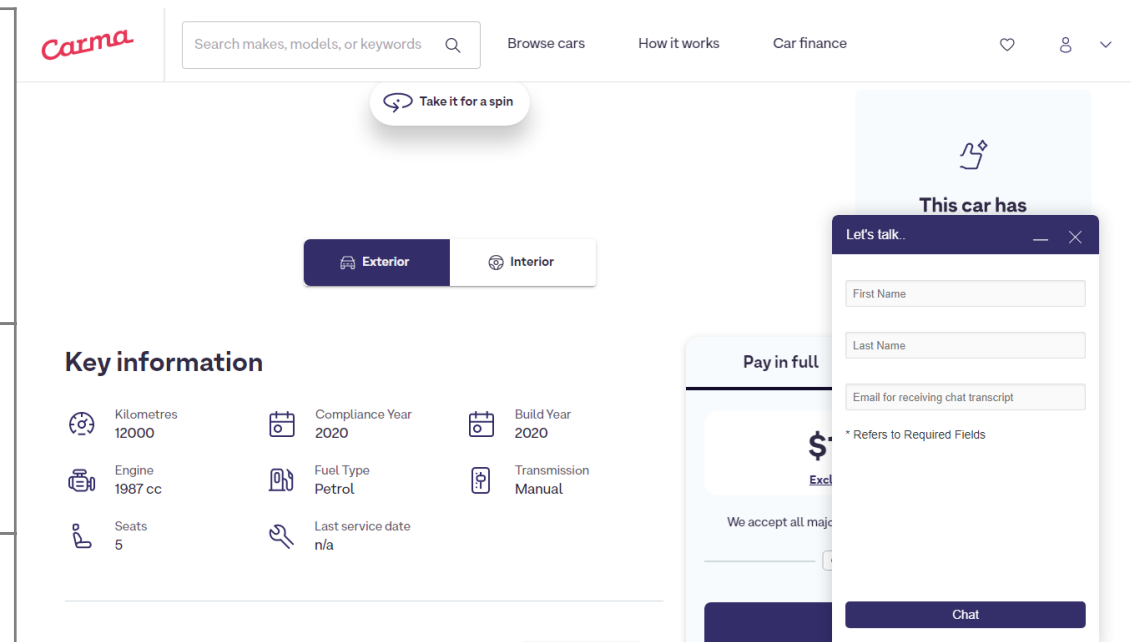 Carma
Search makes, models, or keywords
Browse cars
How it works
Car finance
Take it for a spin
This car has
Exterior
Interior
Let's talk..
First Name
Last Name
Email for receiving chat transcript
* Refers to Required Fields
Chat
Key information
Kilometres
12000
Compliance Year
2020
Build Year
2020
Engine
1987 cc
Fuel Type
Petrol
Transmission
Manual
Seats
5
Last service date
n/a
Pay in full
$
We accept all